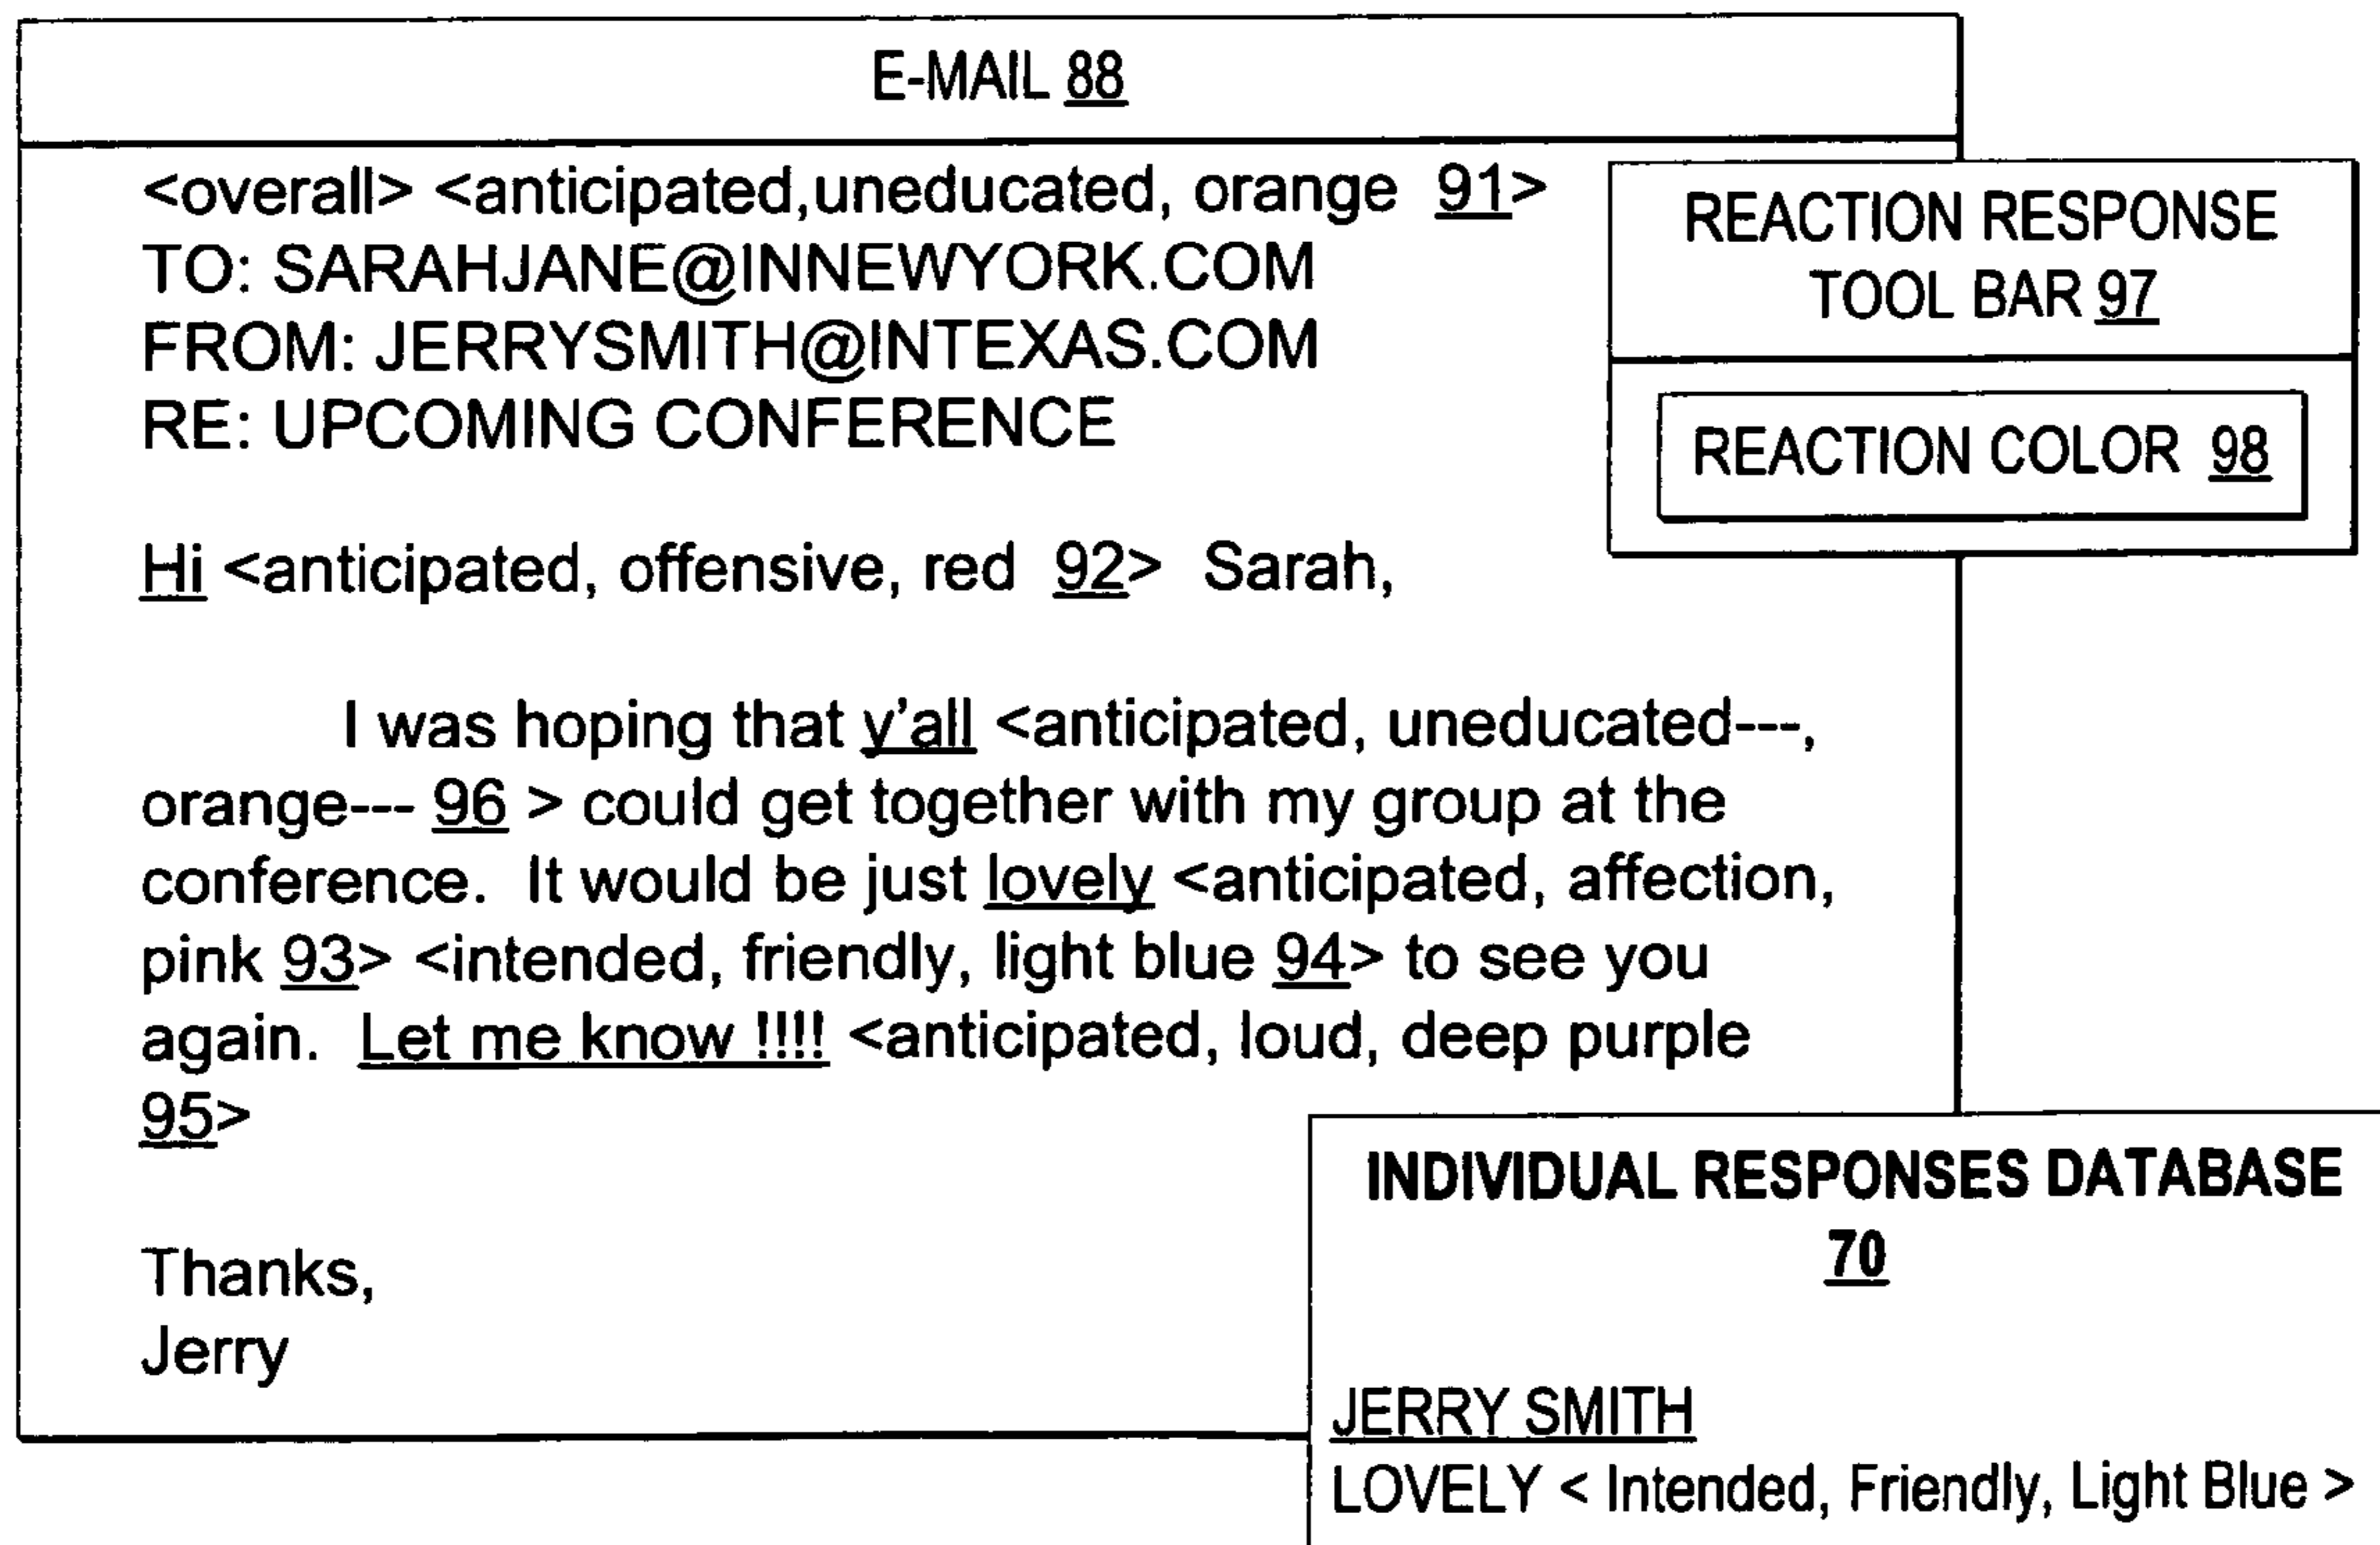 E-MAIL 88
<overall> <anticipated,uneducated, orange 91>
TO: SARAHJANE@INNEWYORK.COM
FROM: JERRYSMITH@INTEXAS.COM
RE: UPCOMING CONFERENCE
Hi <anticipated, offensive, red 92> Sarah,
I was hoping that y'all <anticipated, uneducated---,
orange--- 96 > could get together with my group at the
conference. It would be just lovely <anticipated, affection,
pink 93> <intended, friendly, light blue 94> to see you
again. Let me know !!!! <anticipated, loud, deep purple
95>
Thanks,
Jerry
REACTION RESPONSE
TOOL BAR 97
REACTION COLOR 98
INDIVIDUAL RESPONSES DATABASE
70
JERRY SMITH
LOVELY < Intended, Friendly, Light Blue >